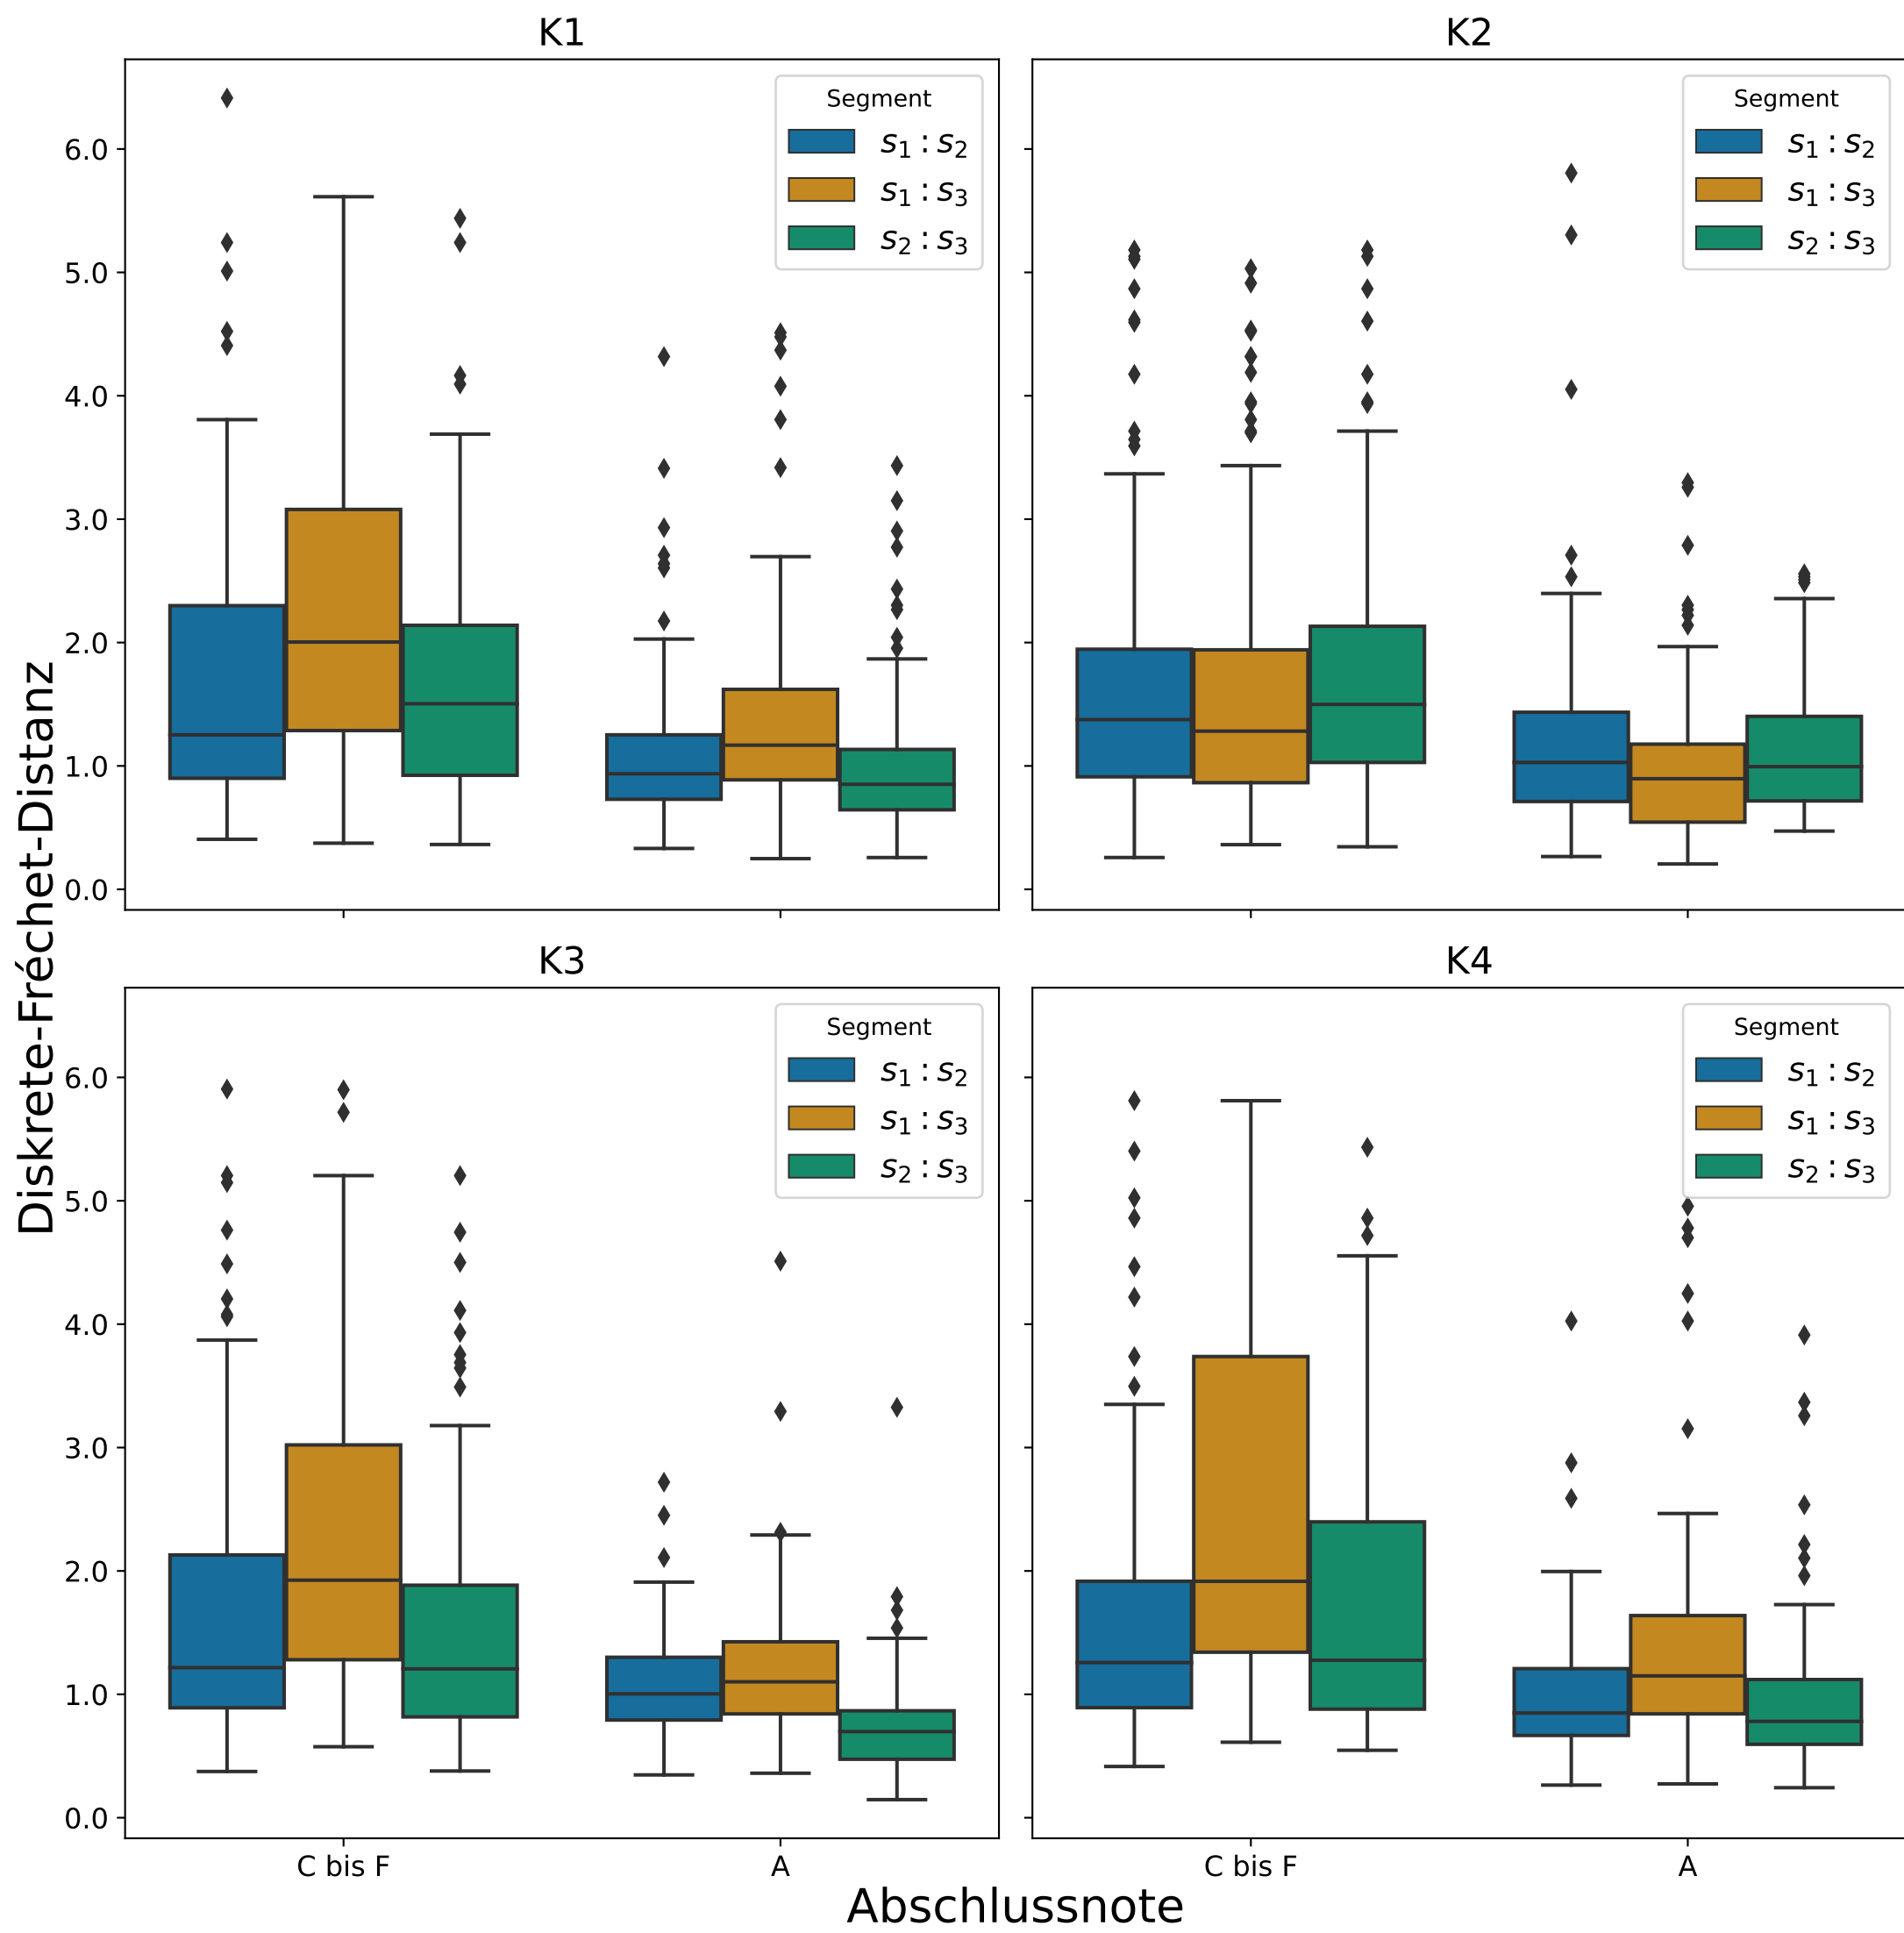 K1
K2
Segment
s₁ : s₂
s₁ : s₃
s₂ : s₃
Segment
s₁ : s₂
s₁ : s₃
s₂ : s₃
6.0
5.0
4.0
3.0
2.0
1.0
0.0
Diskrete-Fréchet-Distanz
K3
K4
Segment
s₁ : s₂
s₁ : s₃
s₂ : s₃
Segment
s₁ : s₂
s₁ : s₃
s₂ : s₃
6.0
5.0
4.0
3.0
2.0
1.0
0.0
C bis F
A
C bis F
A
Abschlussnote